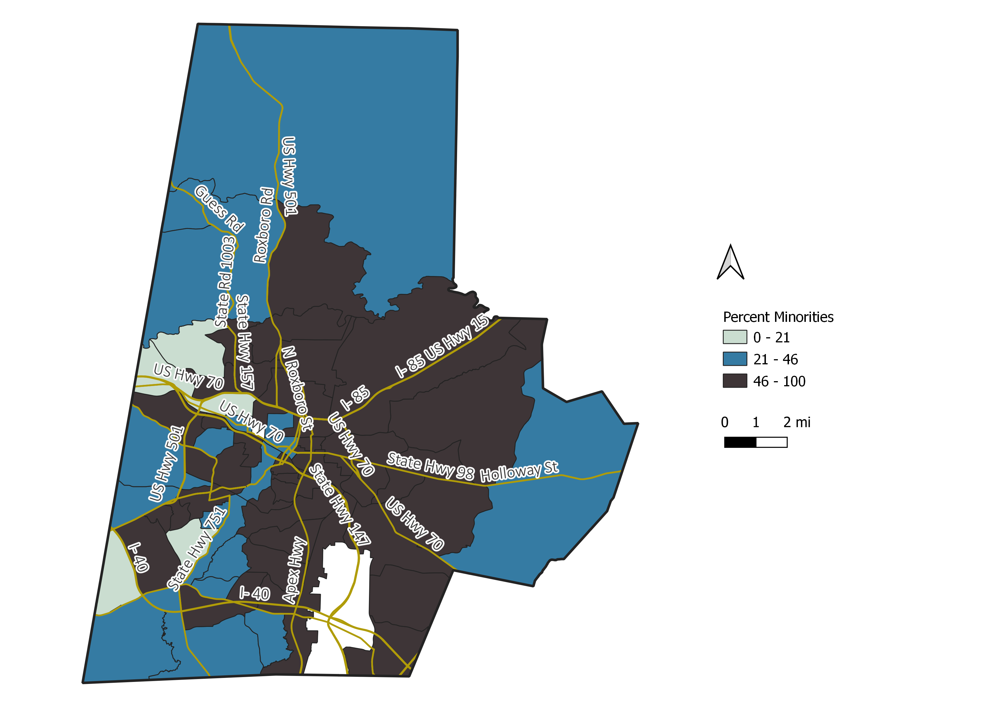 US Hwy 501
Guess Rd
Roxboro Rd
State Rd 1003
State Hwy 157
N Roxboro St
US Hwy 70
I- 85 US Hwy 15
I- 85
US Hwy 70
US Hwy 70
US Hwy 501
State Hwy 98 Holloway St
State Hwy 147
US Hwy 70
State Hwy 751
I- 40
Apex Hwy
I- 40
Percent Minorities
0 - 21
21 - 46
46 - 100
0 1 2 mi